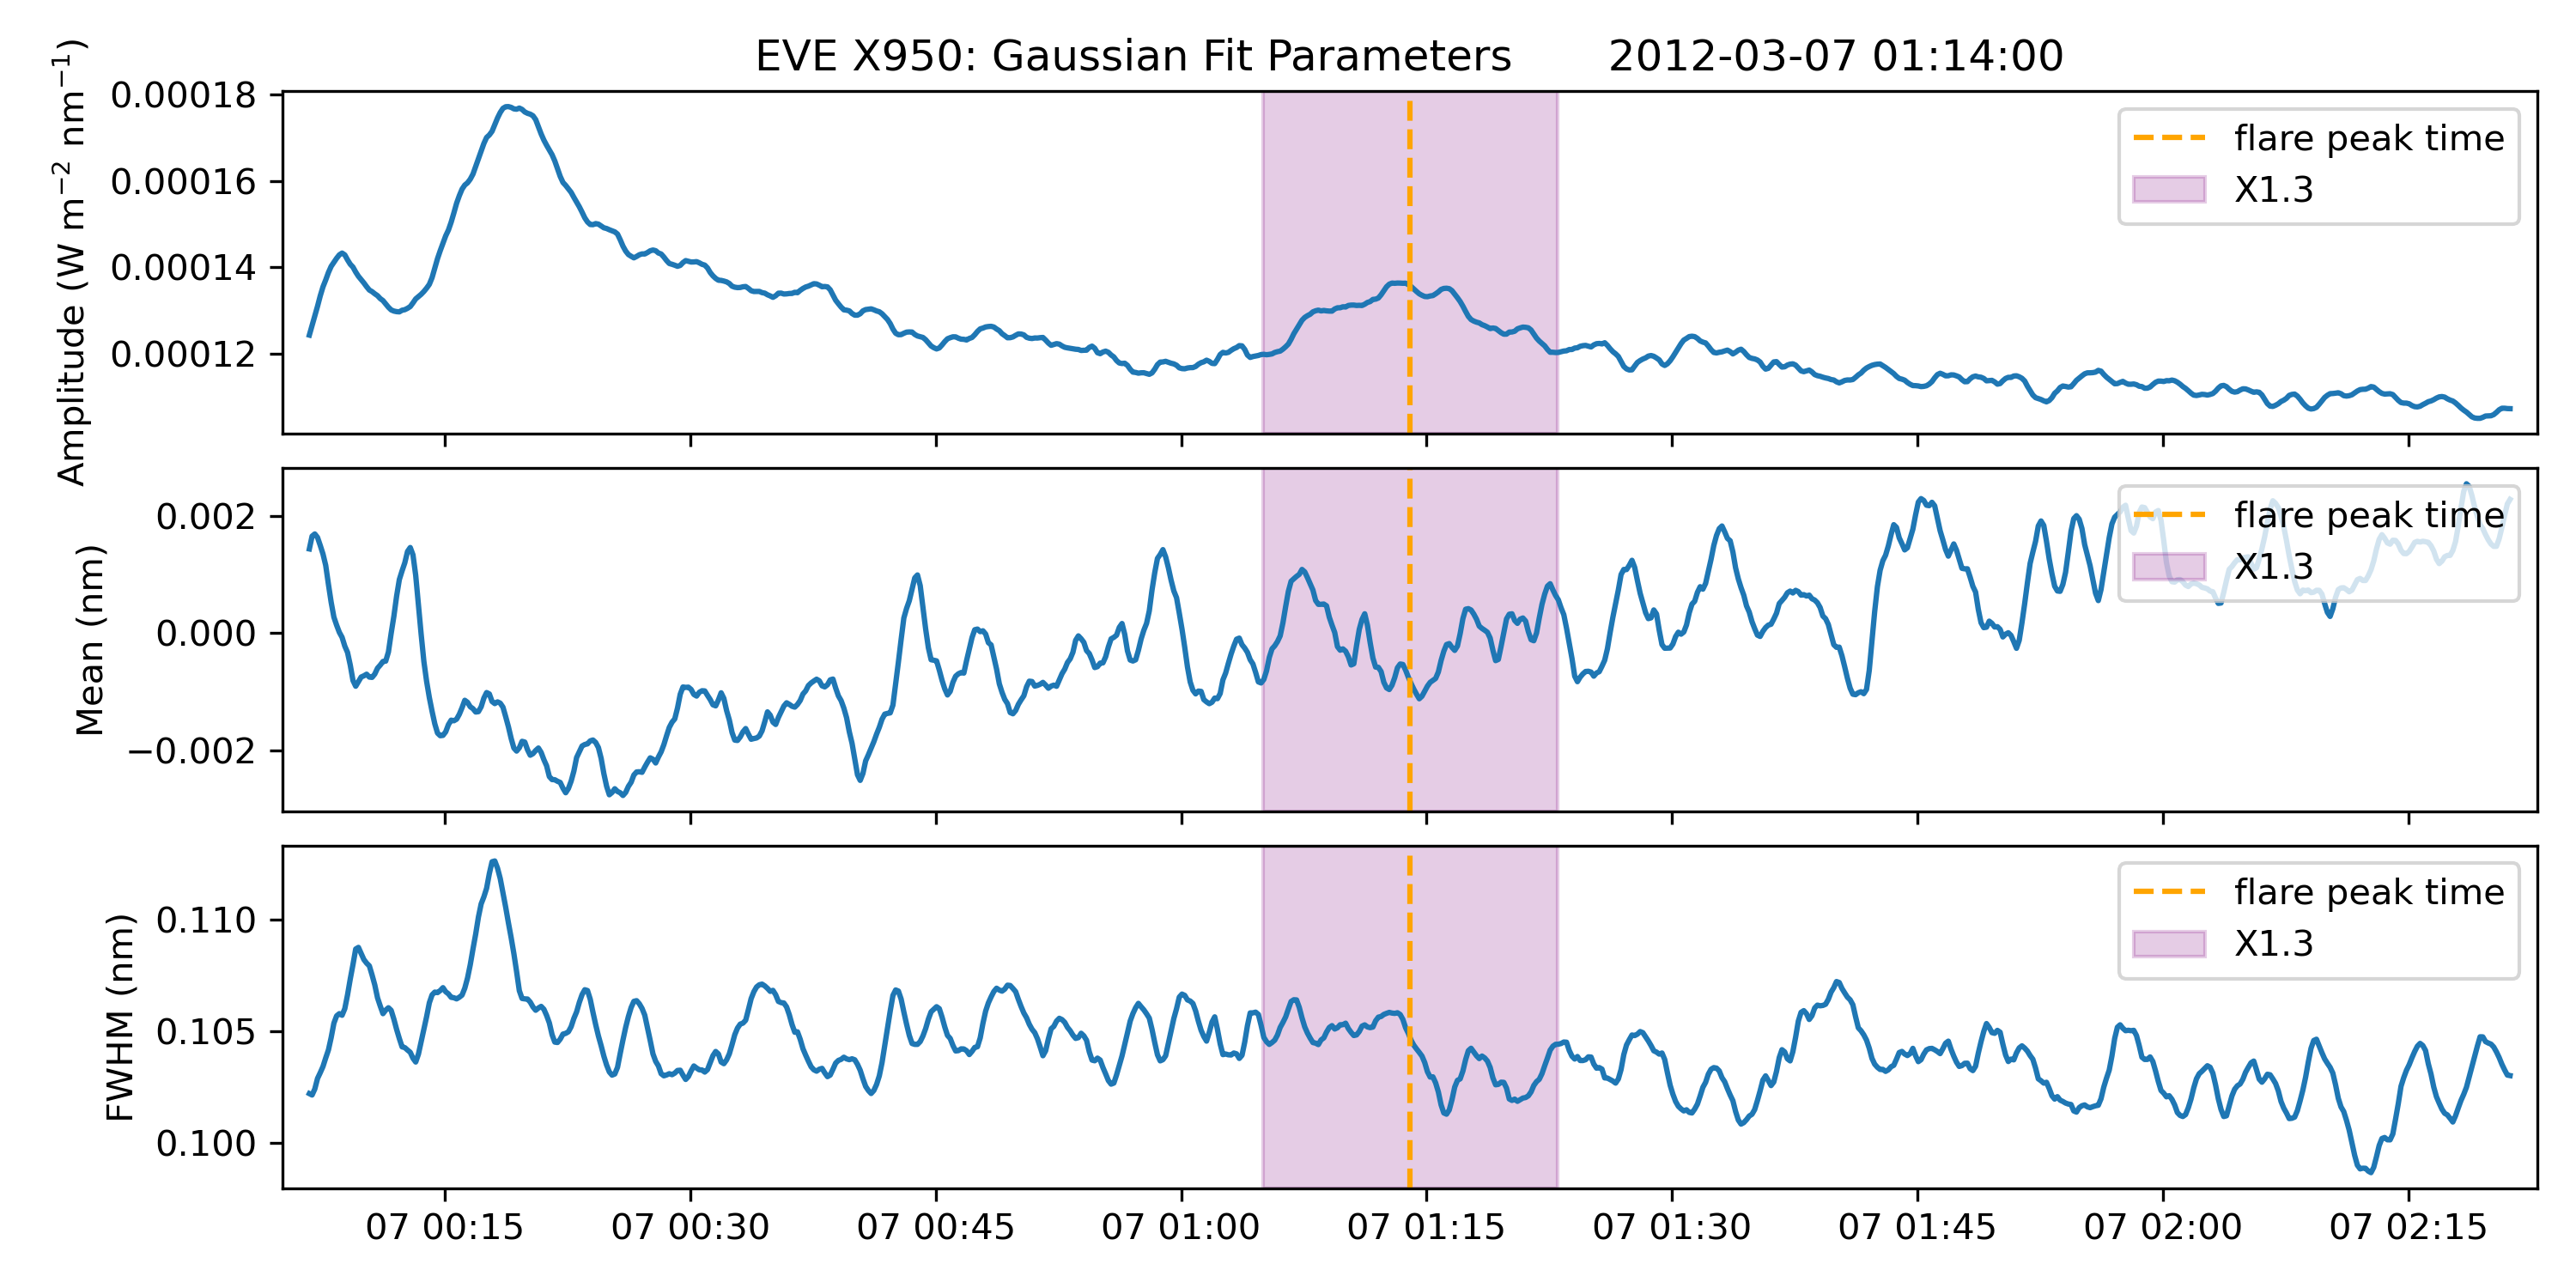 EVE X950: Gaussian Fit Parameters 2012-03-07 01:14:00
Amplitude (W m⁻² nm⁻¹)
0.00018
0.00016
0.00014
0.00012
flare peak time
X1.3
Mean (nm)
0.002
0.000
−0.002
flare peak time
X1.3
FWHM (nm)
0.110
0.105
0.100
flare peak time
X1.3
07 00:15 07 00:30 07 00:45 07 01:00 07 01:15 07 01:30 07 01:45 07 02:00 07 02:15